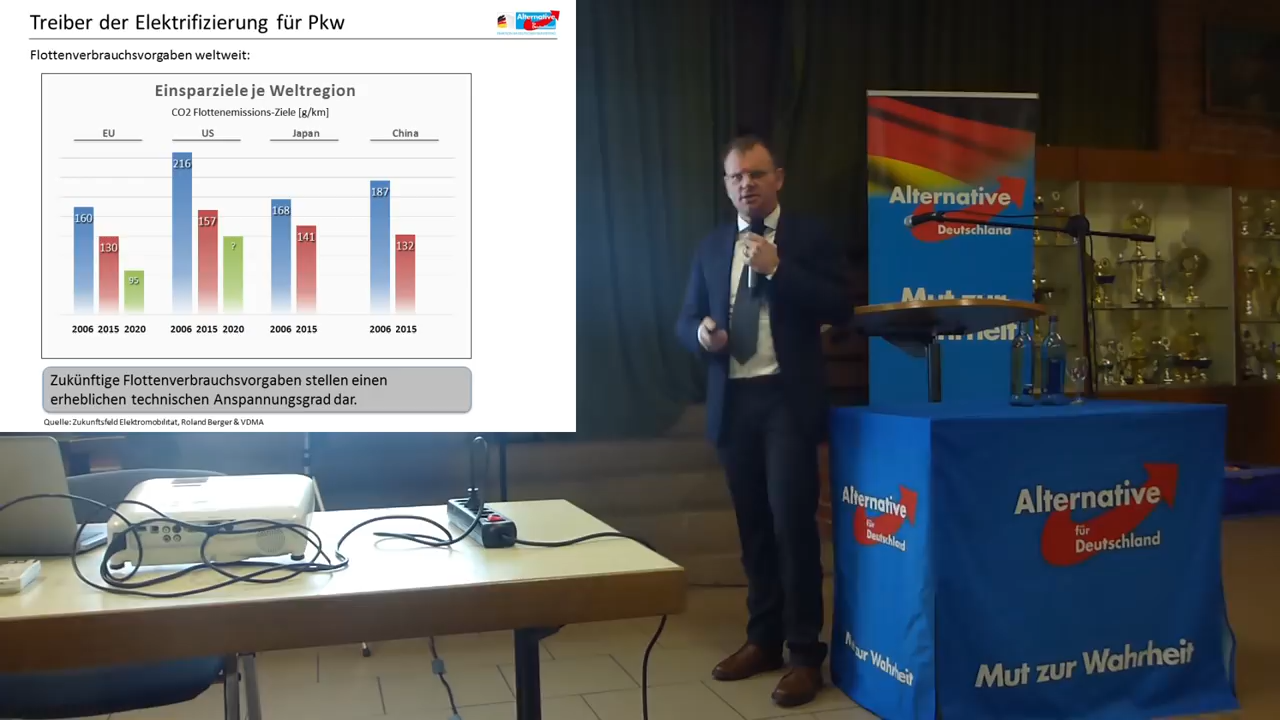 Treiber der Elektrifizierung für Pkw
Alternative
für
Deutschland
Flottenverbrauchsvorgaben weltweit:
Einsparziele je Weltregion
CO2 Flottenemissions-Ziele [g/km]
EU US Japan China
160 130 95 216 157 ? 168 141 187 132
2006 2015 2020 2006 2015 2020 2006 2015 2006 2015
Zukünftige Flottenverbrauchsvorgaben stellen einen
erheblichen technischen Anspannungsgrad dar.
Quelle: Zukunftsfeld Elektromobilität, Roland Berger & VDMA
Alternative
Deutschland
Mut zur
Alternative
für
Deutschland
Mut zur Wahrheit
Alternative
für
Deutschland
Mut zur Wahrheit